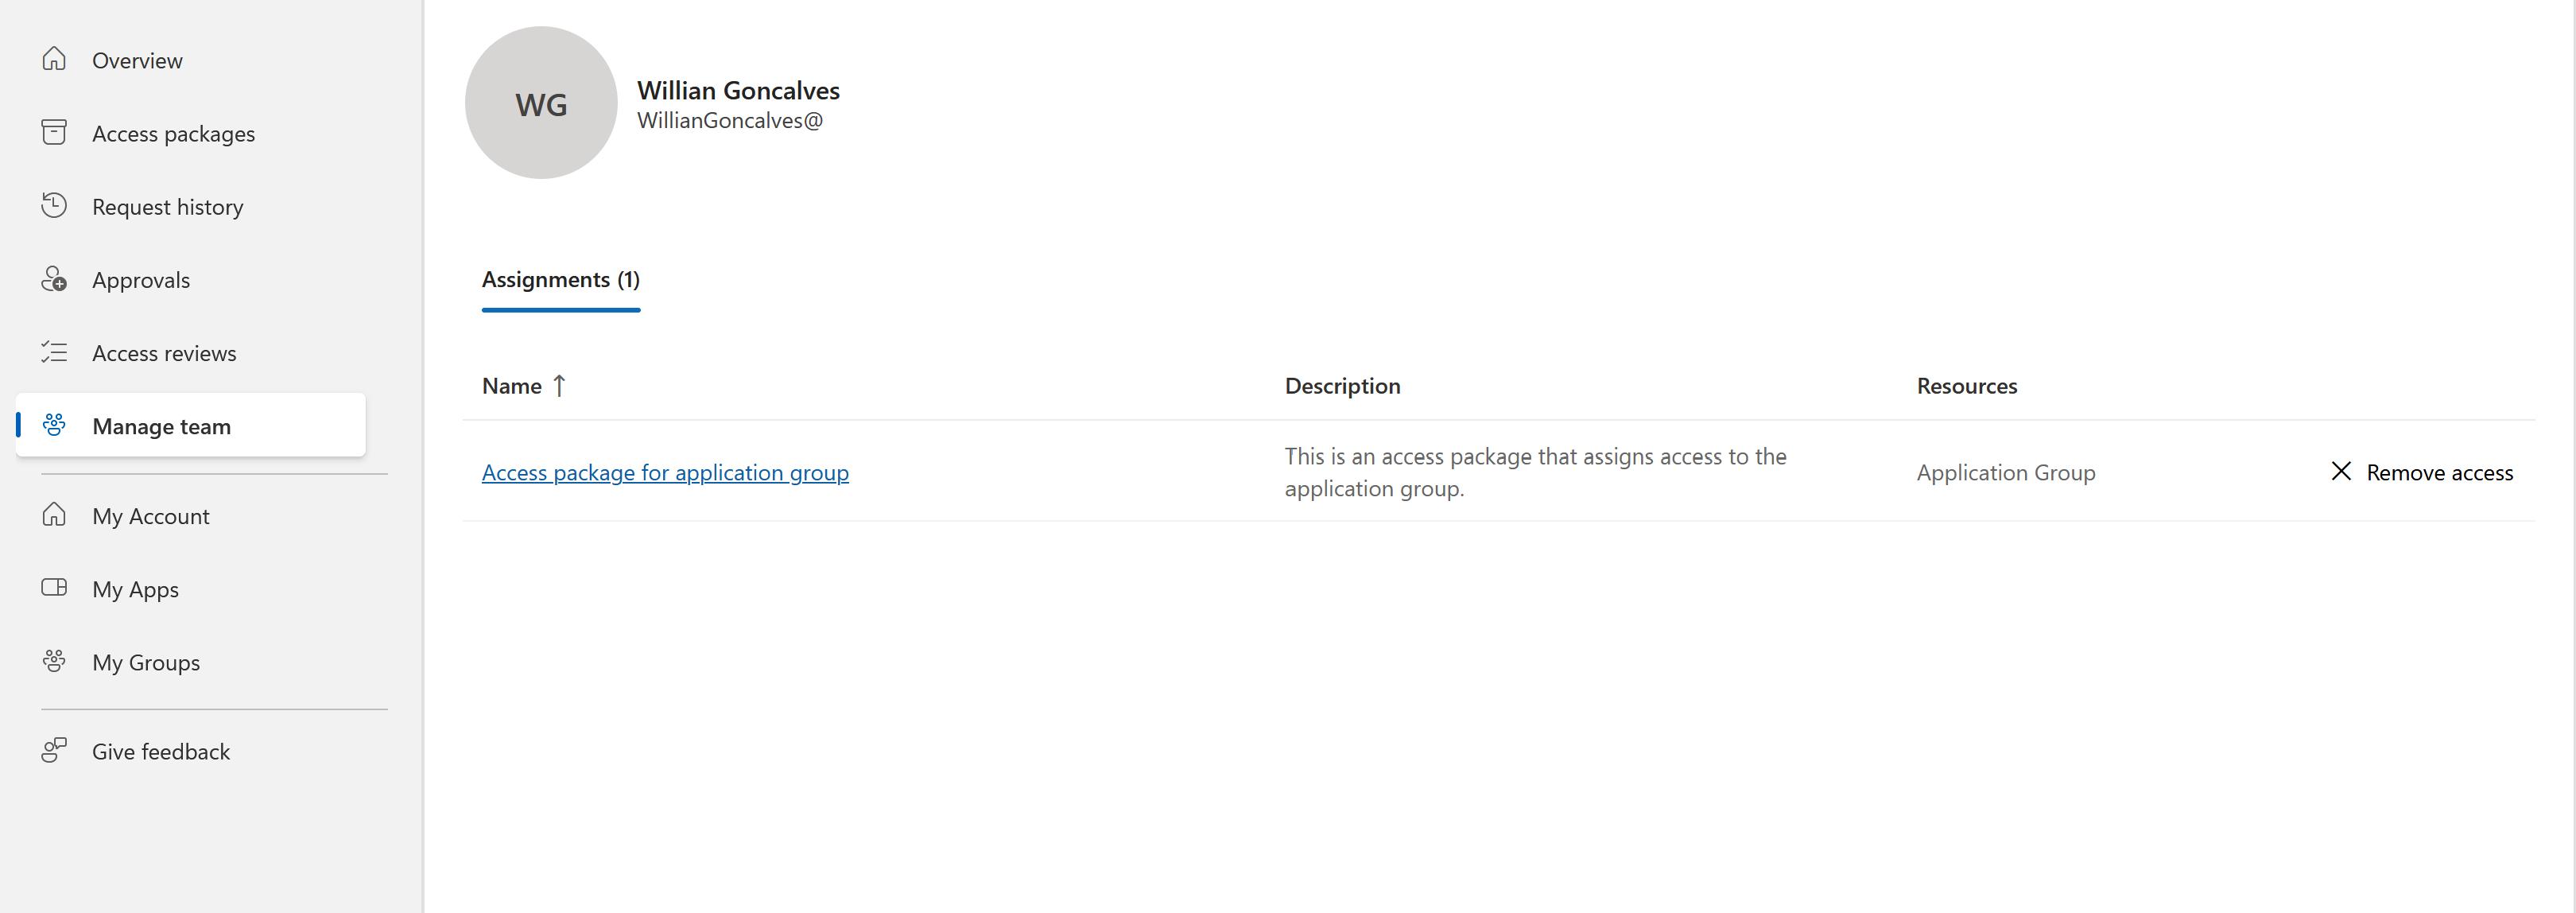 Overview
Access packages
Request history
Approvals
Access reviews
Manage team
My Account
My Apps
My Groups
Give feedback
WG
Willian Goncalves
WillianGoncalves@
Assignments (1)
Name ↑
Description
Resources
Access package for application group
This is an access package that assigns access to the
application group.
Application Group
Remove access